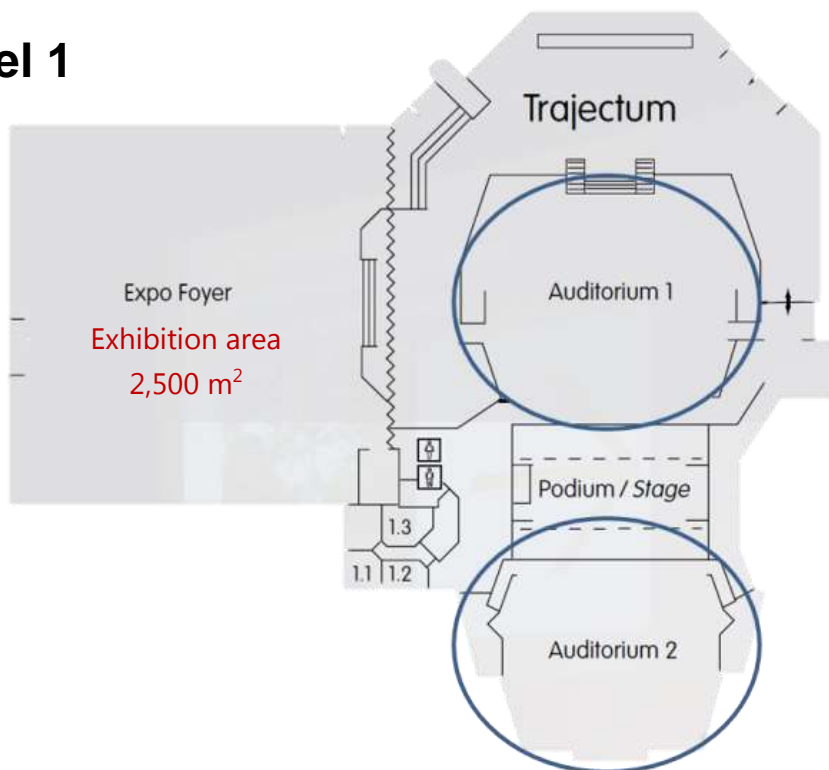 el 1
Trajectum
Expo Foyer
Exhibition area
2,500 m²
Auditorium 1
Podium / Stage
1.3
1.1
1.2
Auditorium 2